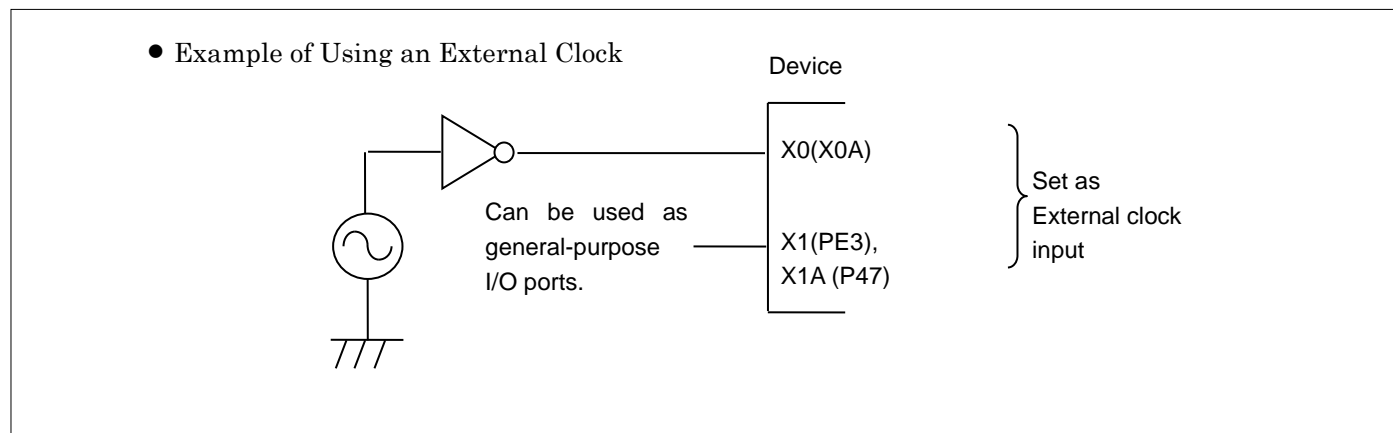 ● Example of Using an External Clock
Device
X0(X0A)
Can be used as
general-purpose
I/O ports.
X1(PE3),
X1A (P47)
Set as
External clock
input